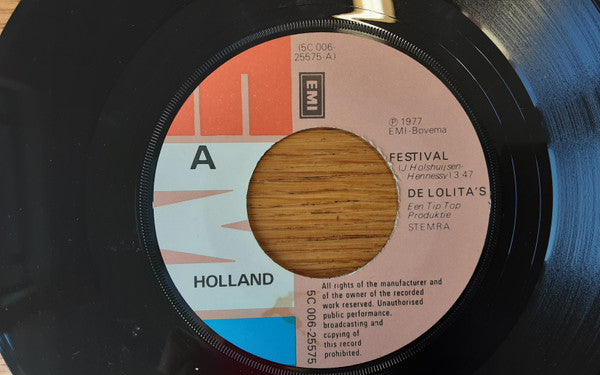 (5C 006
25575-A)
EMI
℗ 1977
EMI-Bovema
A
FESTIVAL
(J. Holshuijsen-
Hennessy) 3 47
DE LOLITA'S
Een Tip Top
Produktie
STEMRA
HOLLAND
All rights of the manufacturer and
of the owner of the recorded
work reserved. Unauthorised
public performance,
broadcasting and
copying of
this record
prohibited.
5C 006-25575